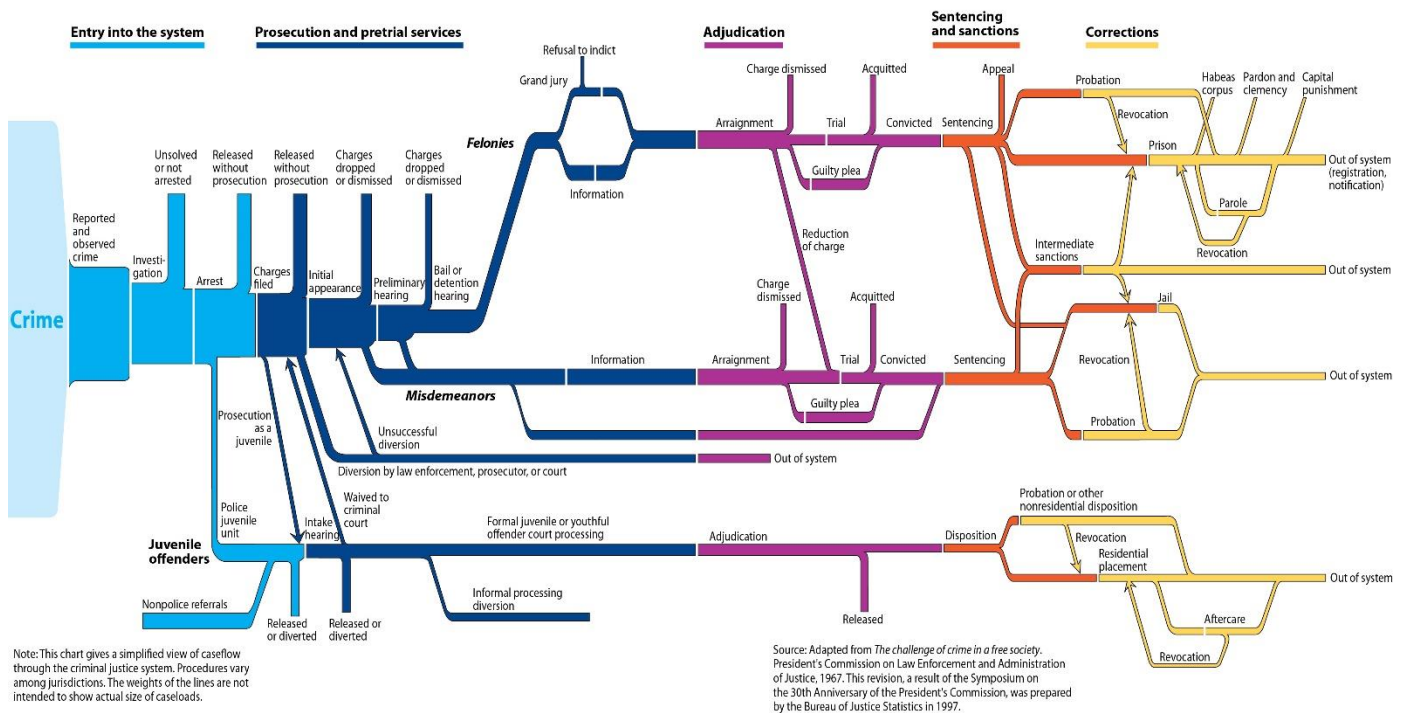 Entry into the system
Prosecution and pretrial services
Adjudication
Sentencing
and sanctions
Corrections
Refusal to indict
Grand jury
Felonies
Information
Charge dismissed
Acquitted
Arraignment
Trial
Convicted
Guilty plea
Reduction
of charge
Appeal
Sentencing
Probation
Revocation
Prison
Habeas
corpus
Pardon and
clemency
Capital
punishment
Out of system
(registration,
notification)
Parole
Revocation
Intermediate
sanctions
Out of system
Crime
Reported
and
observed
crime
Investi-
gation
Unsolved
or not
arrested
Arrest
Released
without
prosecution
Charges
filed
Released
without
prosecution
Initial
appearance
Charges
dropped
or dismissed
Preliminary
hearing
Charges
dropped
or dismissed
Bail or
detention
hearing
Misdemeanors
Information
Charge
dismissed
Acquitted
Arraignment
Trial
Convicted
Guilty plea
Sentencing
Jail
Revocation
Probation
Out of system
Prosecution
as a
juvenile
Unsuccessful
diversion
Diversion by law enforcement, prosecutor, or court
Out of system
Waived to
criminal
court
Police
juvenile
unit
Juvenile
offenders
Intake
hearing
Nonpolice referrals
Released
or diverted
Released or
diverted
Formal juvenile or youthful
offender court processing
Informal processing
diversion
Adjudication
Released
Disposition
Probation or other
nonresidential disposition
Revocation
Residential
placement
Out of system
Aftercare
Revocation
Note: This chart gives a simplified view of caseflow
through the criminal justice system. Procedures vary
among jurisdictions. The weights of the lines are not
intended to show actual size of caseloads.
Source: Adapted from The challenge of crime in a free society.
President's Commission on Law Enforcement and Administration
of Justice, 1967. This revision, a result of the Symposium on
the 30th Anniversary of the President's Commission, was prepared
by the Bureau of Justice Statistics in 1997.